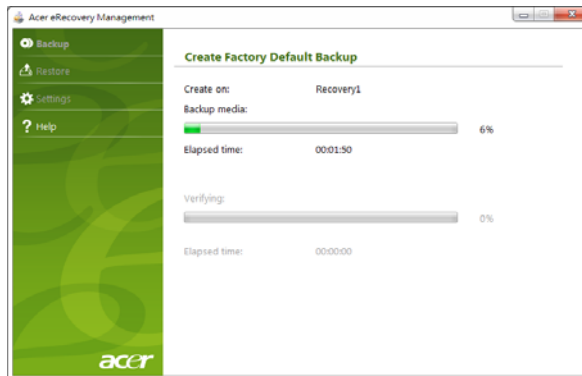 Acer eRecovery Management
Backup
Restore
Settings
? Help
Create Factory Default Backup
Create on: Recovery1
Backup media:
6%
Elapsed time: 00:01:50
Verifying:
0%
Elapsed time: 00:00:00
acer